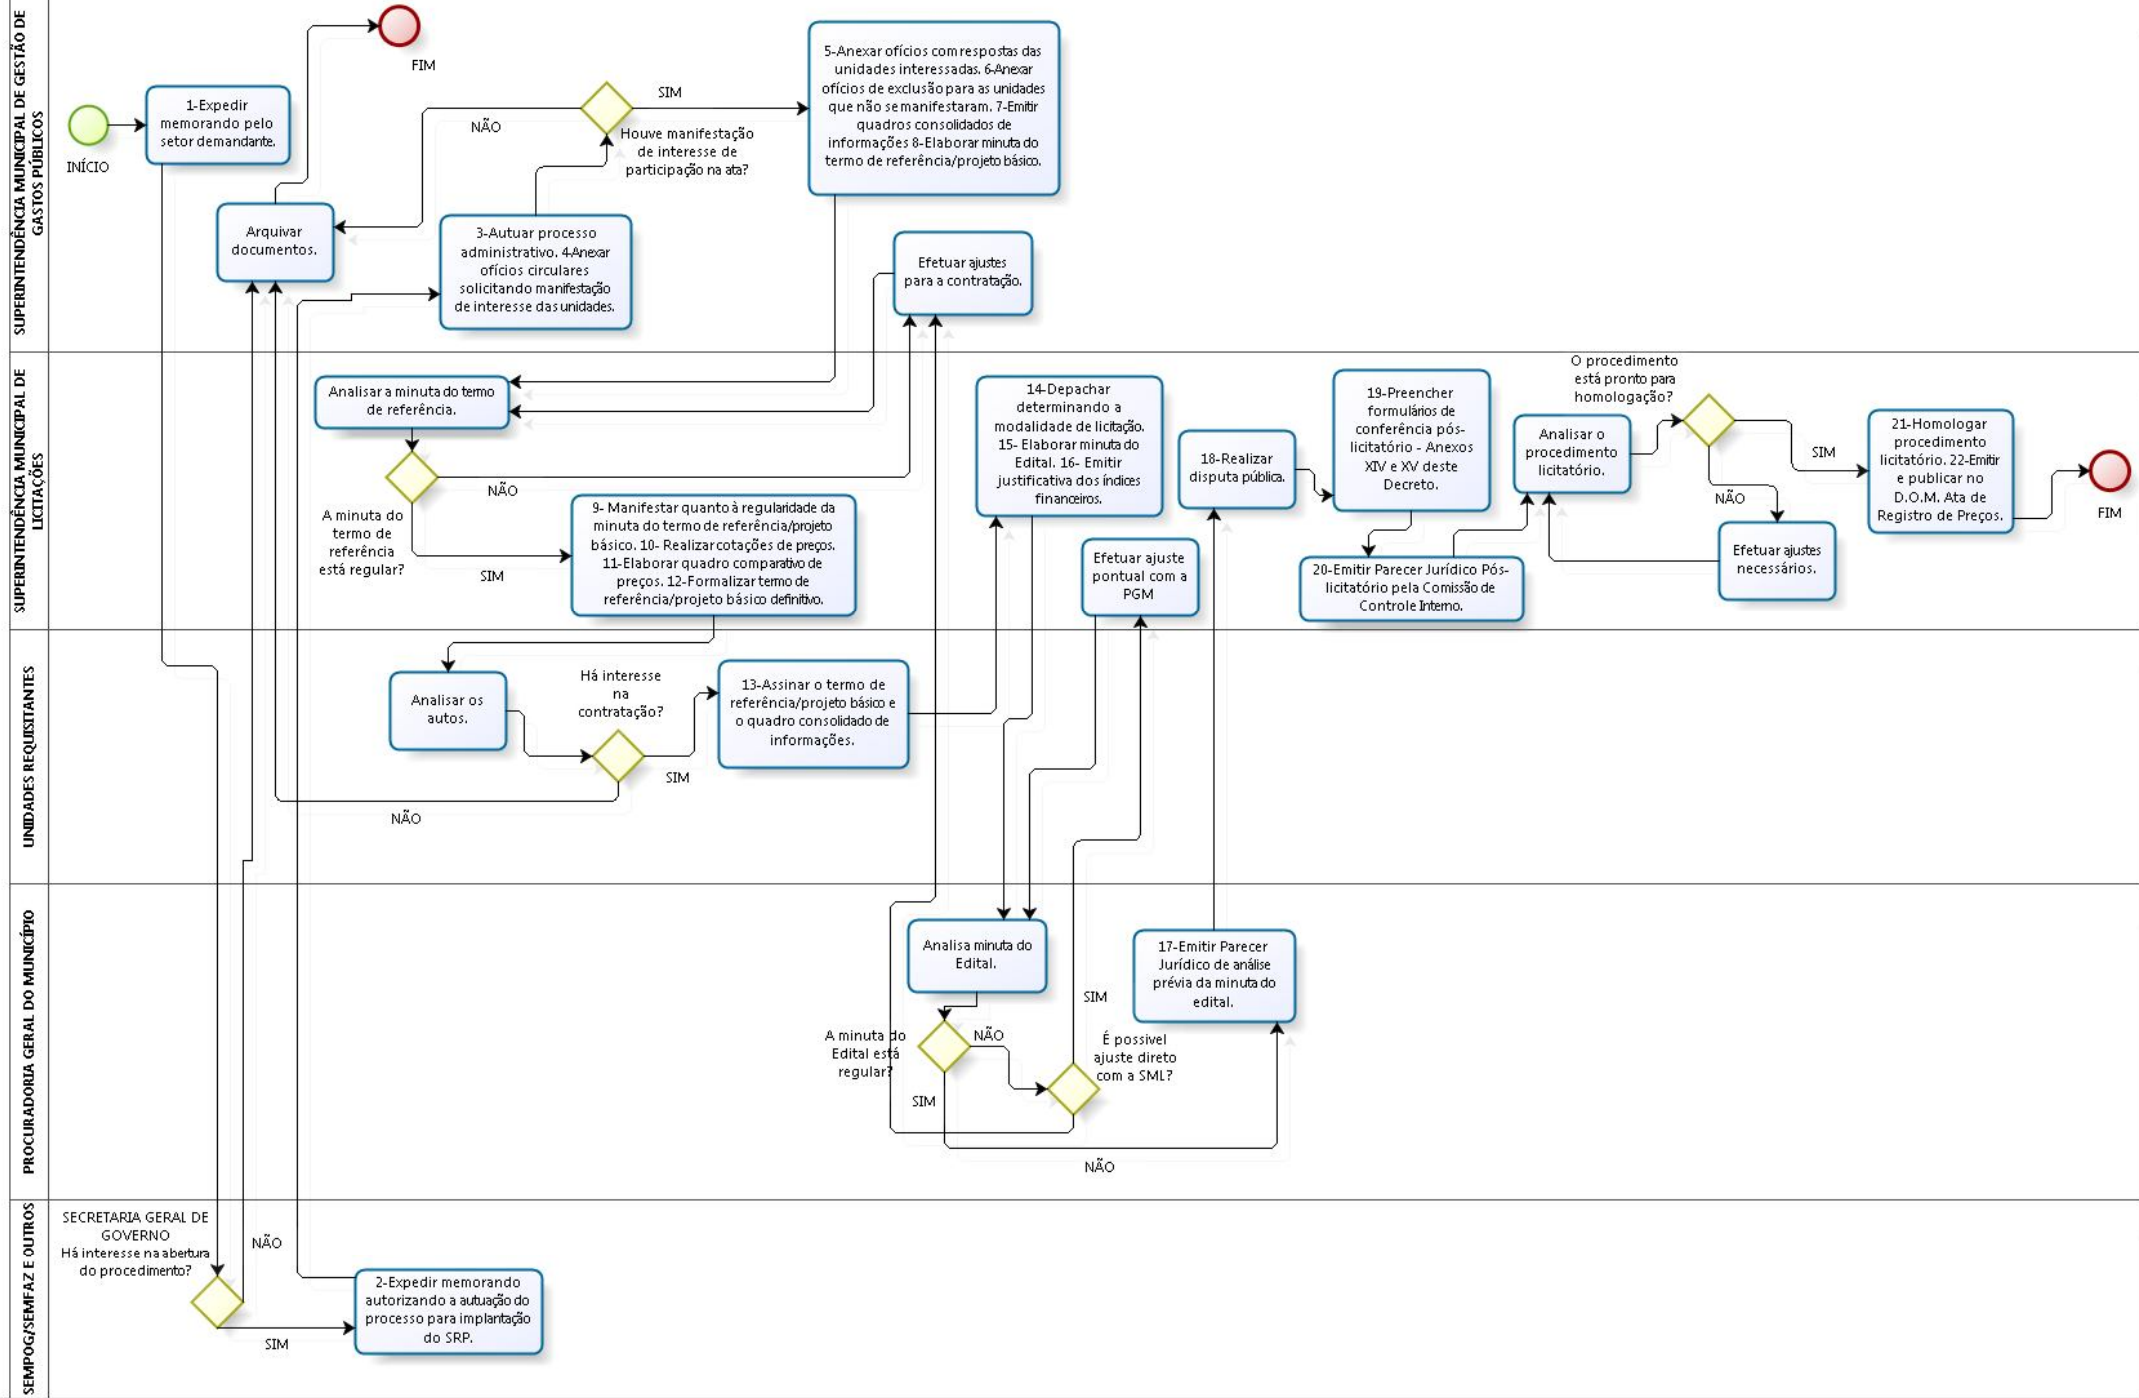 SUPERINTENDÊNCIA MUNICIPAL DE GESTÃO DE
GASTOS PÚBLICOS
INÍCIO
1-Expedir
memorando pelo
setor demandante.
FIM
Arquivar
documentos.
3-Autuar processo
administrativo. 4-Anexar
ofícios circulares
solicitando manifestação
de interesse das unidades.
NÃO
SIM
Houve manifestação
de interesse de
participação na ata?
5-Anexar ofícios com respostas das
unidades interessadas. 6-Anexar
ofícios de exclusão para as unidades
que não se manifestaram. 7-Emitir
quadros consolidados de
informações 8-Elaborar minuta do
termo de referência/projeto básico.
Efetuar ajustes
para a contratação.
SUPERINTENDÊNCIA MUNICIPAL DE
LICITAÇÕES
Analisar a minuta do termo
de referência.
NÃO
A minuta do
termo de
referência
está regular?
SIM
9- Manifestar quanto à regularidade da
minuta do termo de referência/projeto
básico. 10- Realizar cotações de preços.
11-Elaborar quadro comparativo de
preços. 12-Formalizar termo de
referência/projeto básico definitivo.
14-Depachar
determinando a
modalidade de licitação.
15- Elaborar minuta do
Edital. 16- Emitir
justificativa dos índices
financeiros.
Efetuar ajuste
pontual com a
PGM
18-Realizar
disputa pública.
19-Preencher
formulários de
conferência pós-
licitatório - Anexos
XIV e XV deste
Decreto.
20-Emitir Parecer Jurídico Pós-
licitatório pela Comissão de
Controle Interno.
Analisar o
procedimento
licitatório.
O procedimento
está pronto para
homologação?
SIM
NÃO
Efetuar ajustes
necessários.
21-Homologar
procedimento
licitatório. 22-Emitir
e publicar no
D.O.M. Ata de
Registro de Preços.
FIM
UNIDADES REQUISITANTES
Analisar os
autos.
Há interesse
na
contratação?
SIM
NÃO
13-Assinar o termo de
referência/projeto básico e
o quadro consolidado de
informações.
PROCURADORIA GERAL DO MUNICÍPIO
Analisa minuta do
Edital.
A minuta do
Edital está
regular?
NÃO
SIM
SIM
É possivel
ajuste direto
com a SML?
NÃO
17-Emitir Parecer
Jurídico de análise
prévia da minuta do
edital.
SEMPOG/SEMFAZ E OUTROS
SECRETARIA GERAL DE
GOVERNO
Há interesse na abertura
do procedimento?
NÃO
SIM
2-Expedir memorando
autorizando a autuação do
processo para implantação
do SRP.